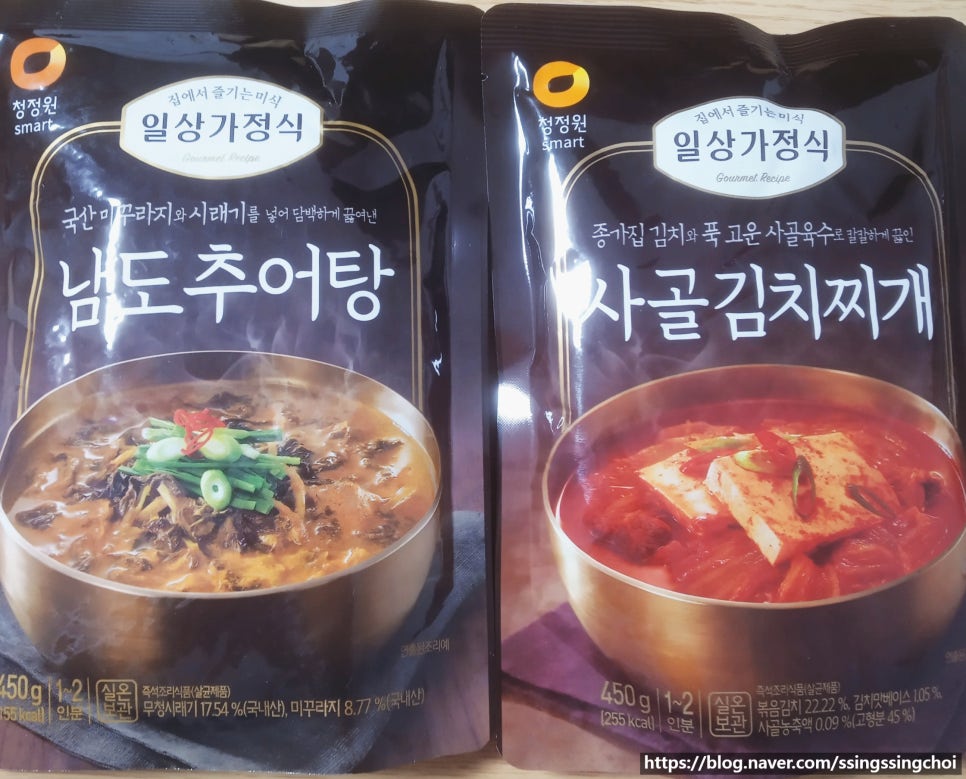 청정원
smart
집에서 즐기는 미식
일상가정식
Gourmet Recipe
국산 미꾸라지와 시래기를 넣어 담백하게 끓여낸
남도 추어탕
연출된조리예
450g
(155 kcal)
1~2
인분
실온
보관
즉석조리식품(살균제품)
무청시래기 17.54 %(국내산), 미꾸라지 8.77 %(국내산)
청정원
smart
집에서 즐기는 미식
일상가정식
Gourmet Recipe
종가집 김치와 푹 고운 사골육수로 칼칼하게 끓인
사골 김치찌개
450g
(255 kcal)
1~2
인분
실온
보관
즉석조리식품(살균제품)
볶음김치 22.22 %, 김치맛베이스 1.05 %,
사골농축액 0.09 %(고형분 45 %)
https://blog.naver.com/ssingssingchoi